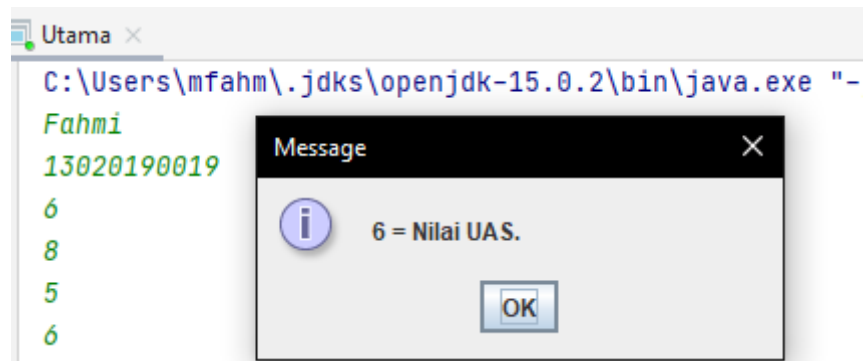 Utama
C:\Users\mfahm\.jdks\openjdk-15.0.2\bin\java.exe "-
Fahmi
13020190019
6
8
5
6
Message
6 = Nilai UAS.
OK